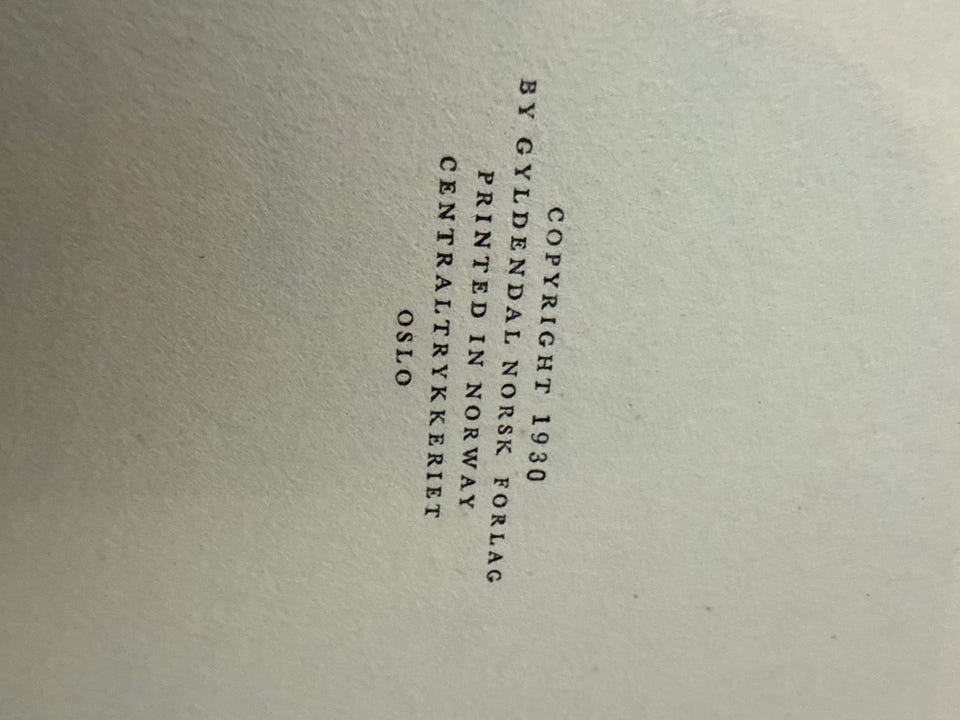 COPYRIGHT 1930
BY GYLDENDAL NORSK FORLAG
PRINTED IN NORWAY
CENTRALTRYKKERIET
OSLO